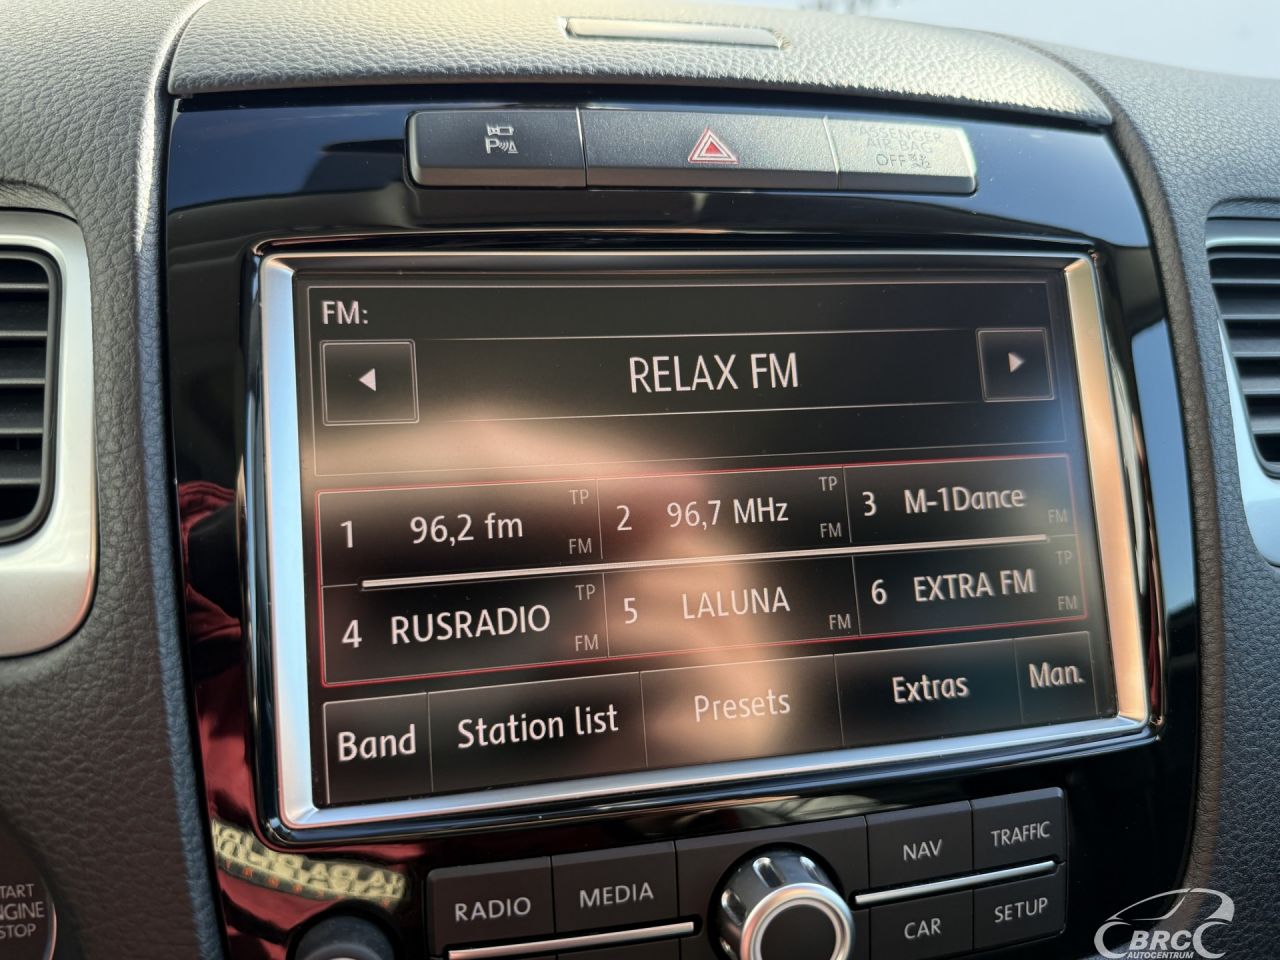 P
PASSENGER
AIR BAG
OFF
FM:
RELAX FM
1 96,2 fm TP FM
2 96,7 MHz TP FM
3 M-1Dance FM
4 RUSRADIO TP FM
5 LALUNA FM
6 EXTRA FM TP FM
Band Station list Presets Extras Man.
RADIO MEDIA NAV TRAFFIC
CAR SETUP
START
ENGINE
STOP
BRC
AUTOCENTRUM